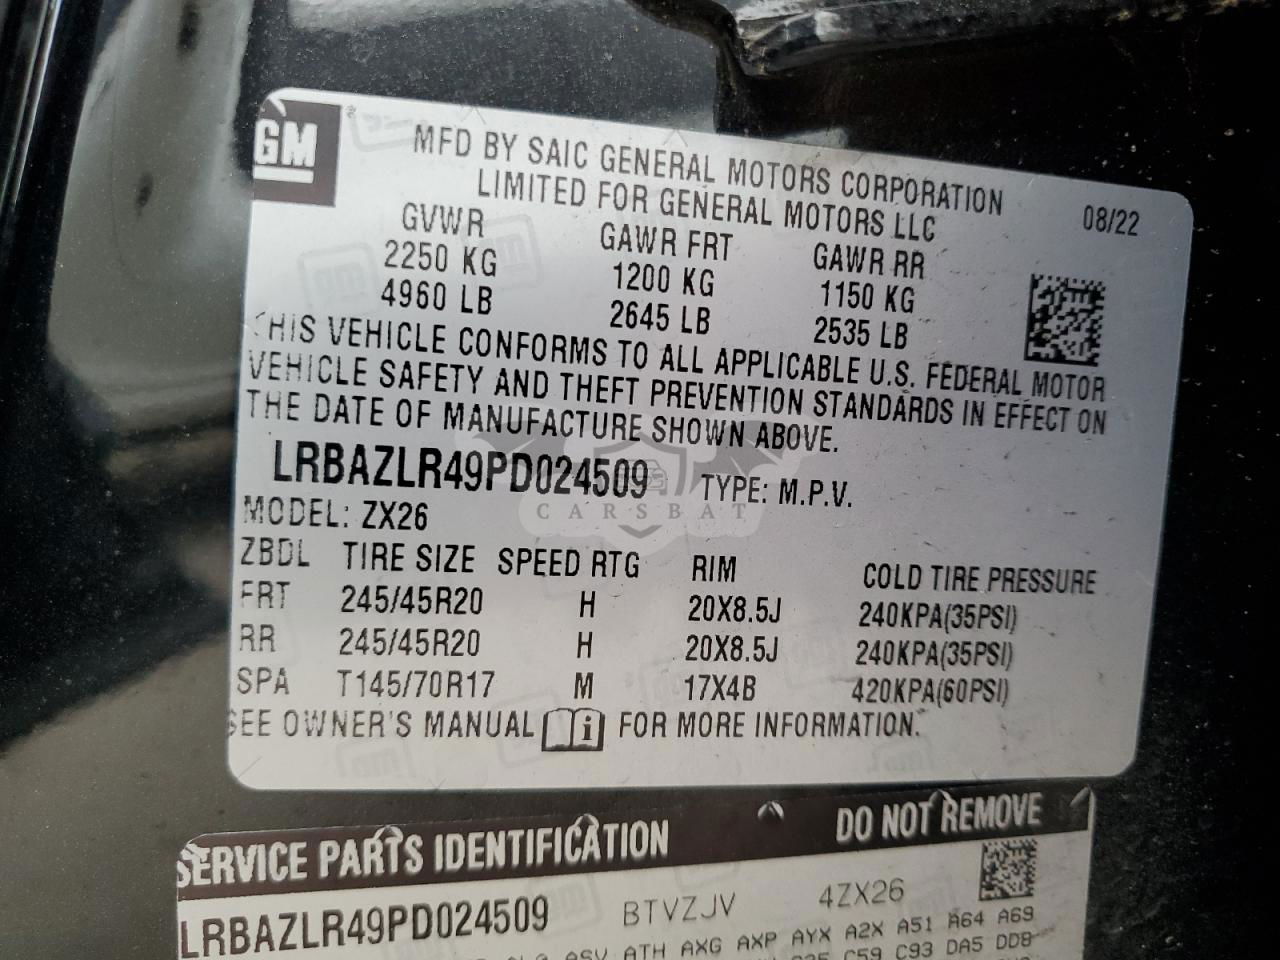 GM
MFD BY SAIC GENERAL MOTORS CORPORATION
LIMITED FOR GENERAL MOTORS LLC
08/22
GVWR GAWR FRT GAWR RR
2250 KG 1200 KG 1150 KG
4960 LB 2645 LB 2535 LB
THIS VEHICLE CONFORMS TO ALL APPLICABLE U.S. FEDERAL MOTOR
VEHICLE SAFETY AND THEFT PREVENTION STANDARDS IN EFFECT ON
THE DATE OF MANUFACTURE SHOWN ABOVE.
LRBAZLR49PD024509 TYPE: M.P.V.
CARSBAT
MODEL: ZX26
ZBDL TIRE SIZE SPEED RTG RIM COLD TIRE PRESSURE
FRT 245/45R20 H 20X8.5J 240KPA(35PSI)
RR 245/45R20 H 20X8.5J 240KPA(35PSI)
SPA T145/70R17 M 17X4B 420KPA(60PSI)
SEE OWNER'S MANUAL i FOR MORE INFORMATION.
SERVICE PARTS IDENTIFICATION DO NOT REMOVE
LRBAZLR49PD024509 BTVZJV 4ZX26
ASV ATH AXG AXP AYX A2X A51 A64 A69
C59 C93 DA5 DD8